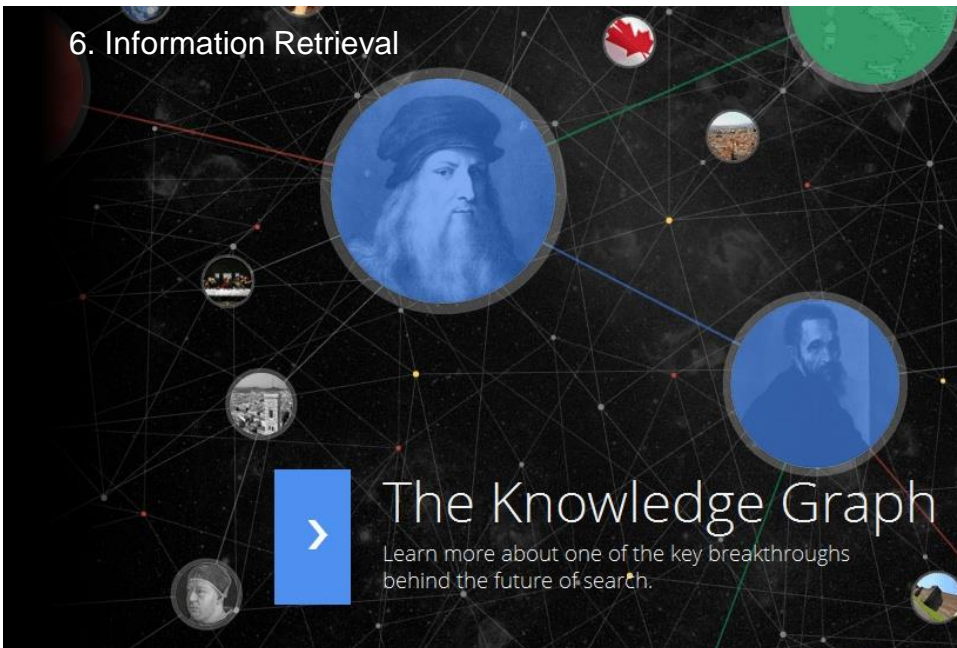 6. Information Retrieval
The Knowledge Graph
Learn more about one of the key breakthroughs
behind the future of search.